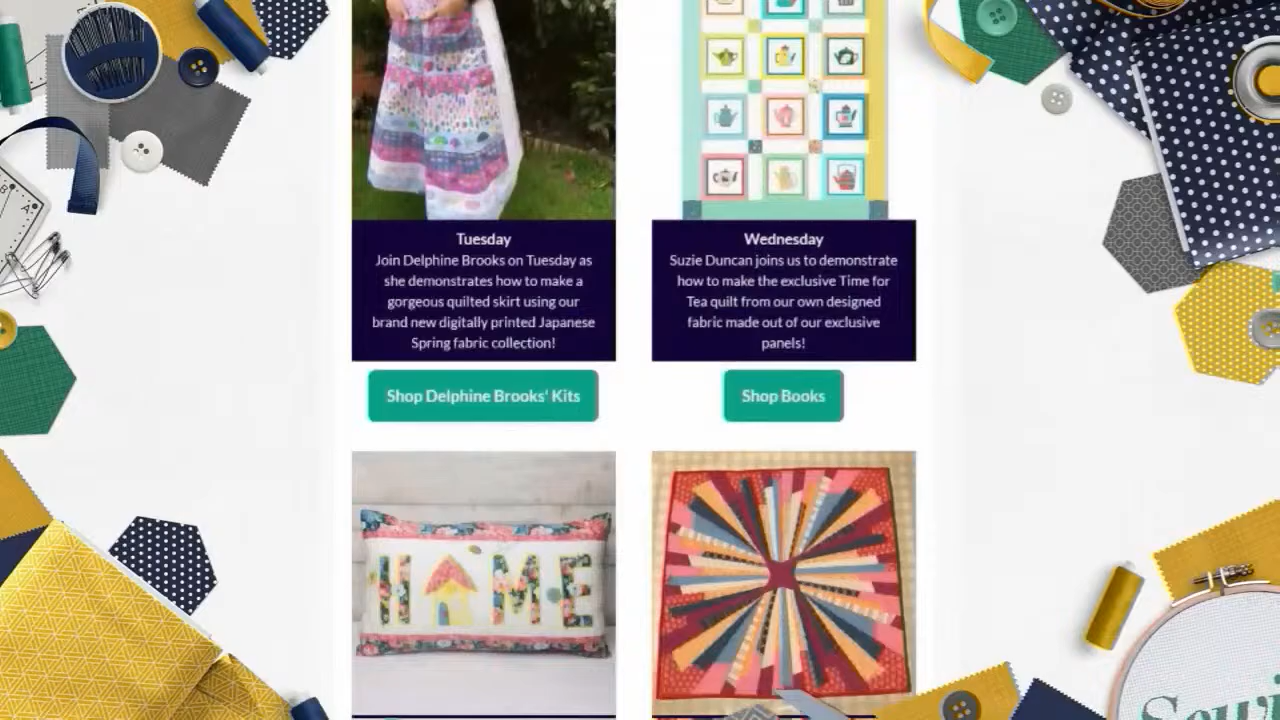 Tuesday
Join Delphine Brooks on Tuesday as
she demonstrates how to make a
gorgeous quilted skirt using our
brand new digitally printed Japanese
Spring fabric collection!
Wednesday
Suzie Duncan joins us to demonstrate
how to make the exclusive Time for
Tea quilt from our own designed
fabric made out of our exclusive
panels!
Shop Delphine Brooks' Kits
Shop Books
HOME